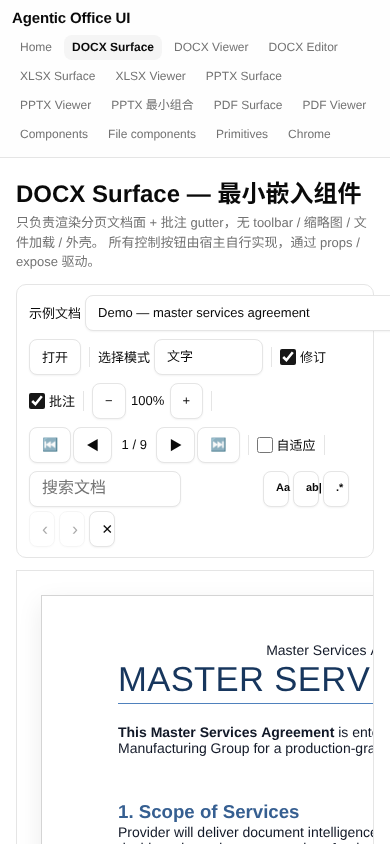 Agentic Office UI
Home DOCX Surface DOCX Viewer DOCX Editor
XLSX Surface XLSX Viewer PPTX Surface
PPTX Viewer PPTX 最小组合 PDF Surface PDF Viewer
Components File components Primitives Chrome
DOCX Surface — 最小嵌入组件
只负责渲染分页文档面 + 批注 gutter，无 toolbar / 缩略图 / 文
件加载 / 外壳。 所有控制按钮由宿主自行实现，通过 props /
expose 驱动。
示例文档 Demo — master services agreement
打开 选择模式 文字 修订
批注 − 100% +
⏮ ◀ 1 / 9 ▶ ⏭ 自适应
搜索文档 Aa ab| .*
‹ › ✕
Master Services
MASTER SERV
This Master Services Agreement is
Manufacturing Group for a
1. Scope of Services
Provider will deliver document intelligence